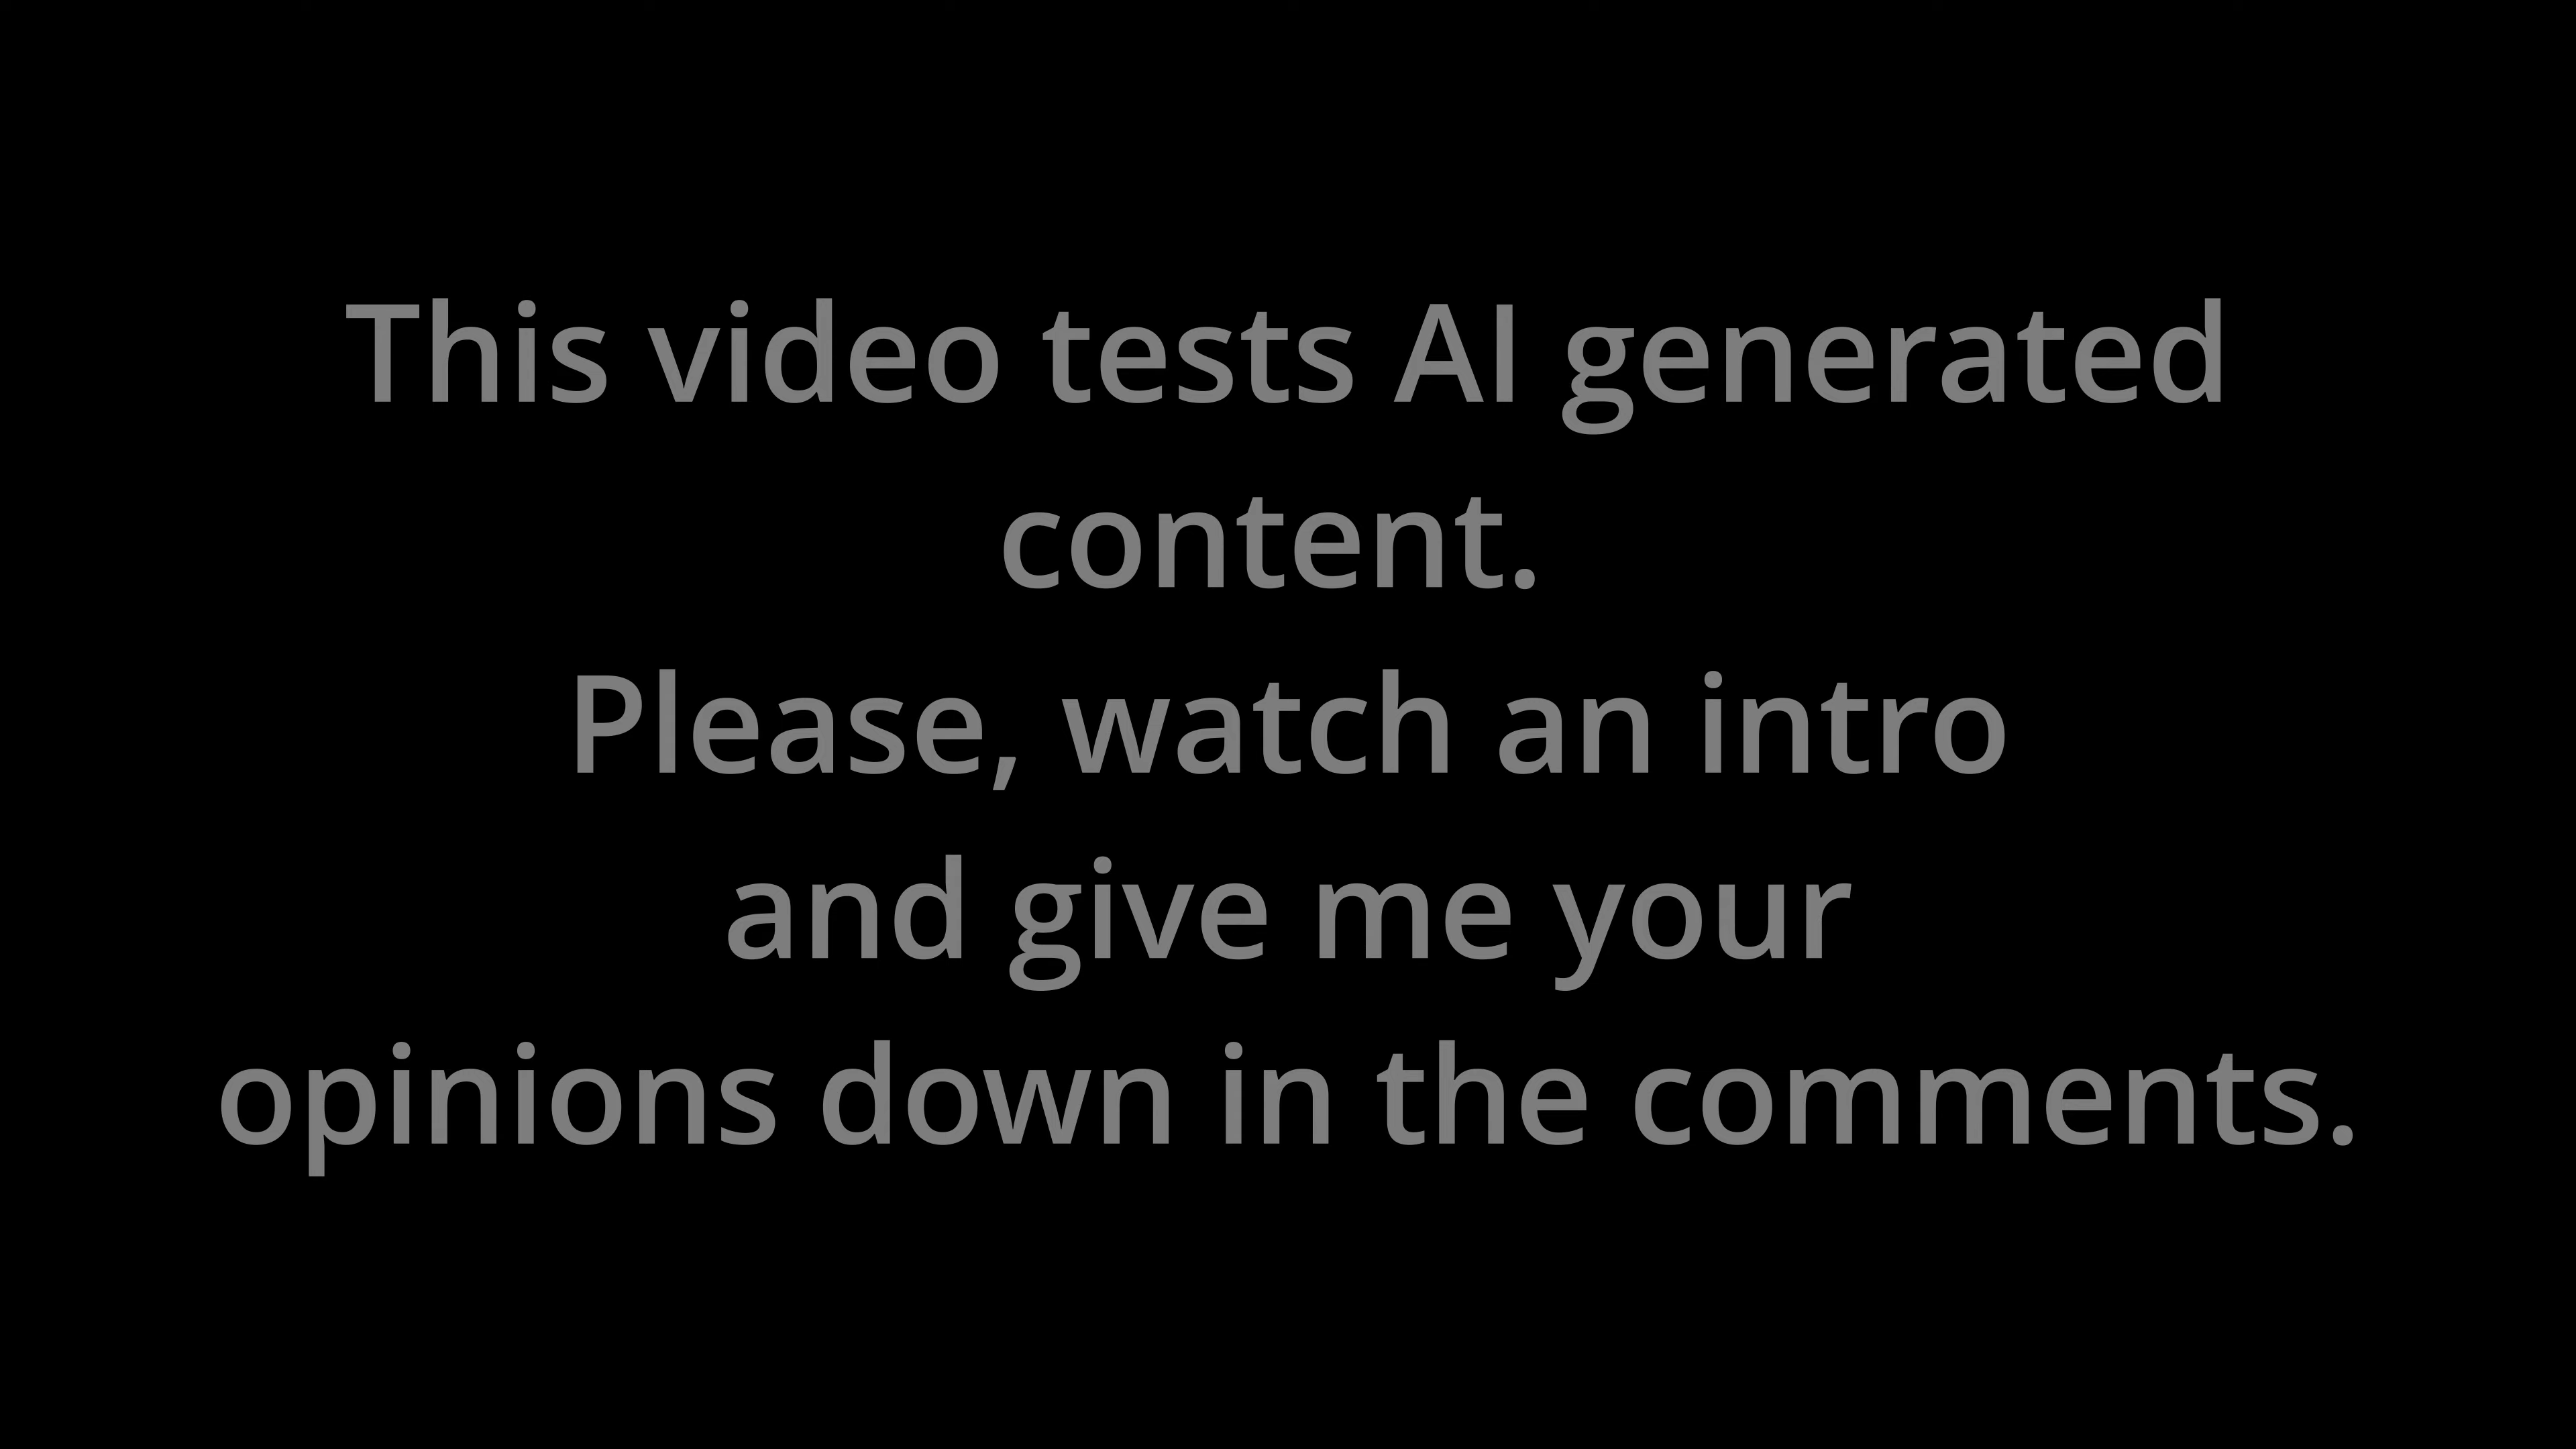 This video tests AI generated
content.
Please, watch an intro
and give me your
opinions down in the comments.